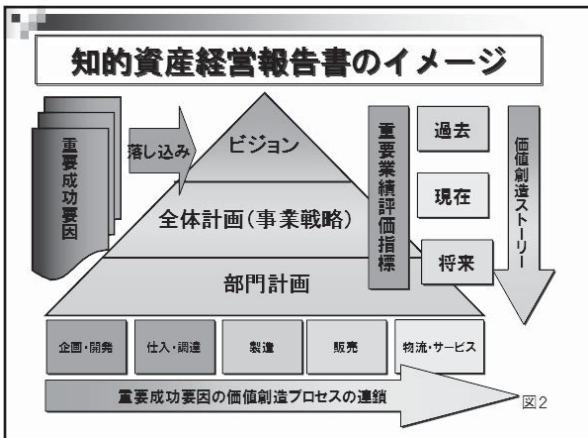 知的資産経営報告書のイメージ
重要成功要因
落し込み
ビジョン
全体計画（事業戦略）
部門計画
重要業績評価指標
過去
現在
将来
価値創造ストーリー
企画・開発
仕入・調達
製造
販売
物流・サービス
重要成功要因の価値創造プロセスの連鎖
図2